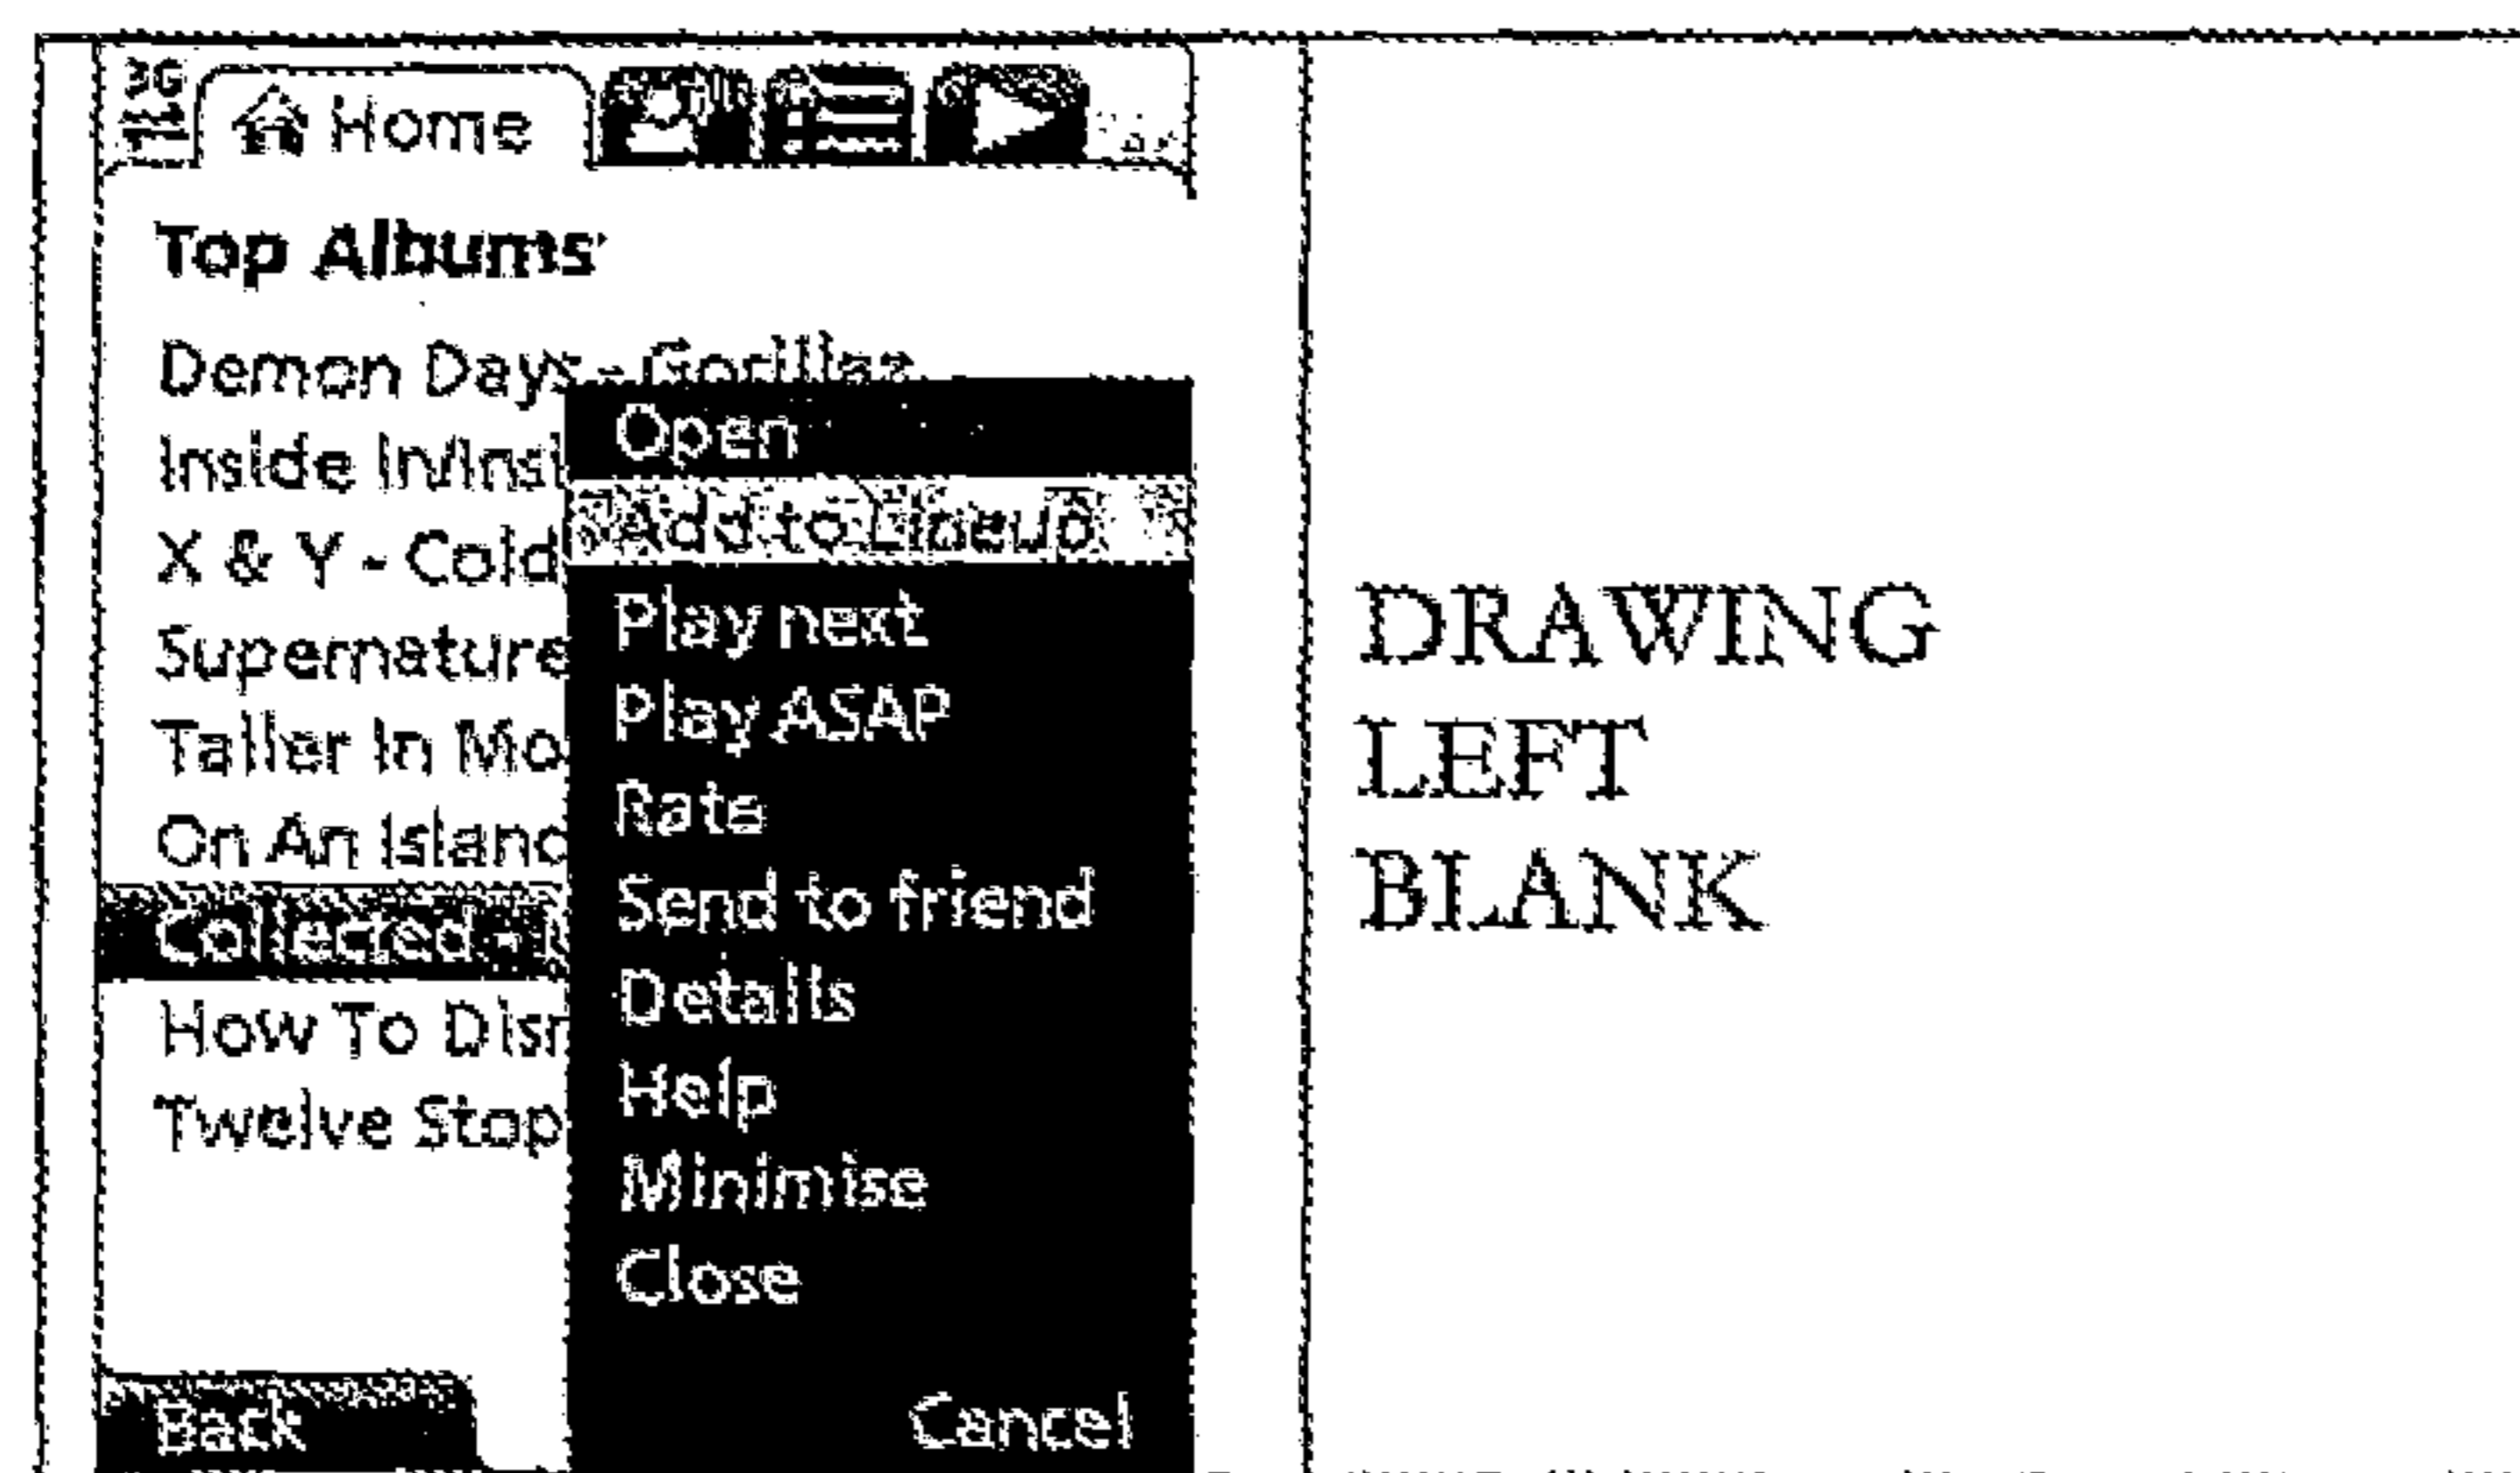 3G
Home
Top Albums
Demon Days - Gorillaz
Inside In/Insi
X & Y - Cold
Supernature
Taller In Mo
On An Island
Collected -
How To Disr
Twelve Stop
Open
Add to Lineup
Play next
Play ASAP
Rate
Send to friend
Details
Help
Minimise
Close
Back
Cancel
DRAWING
LEFT
BLANK